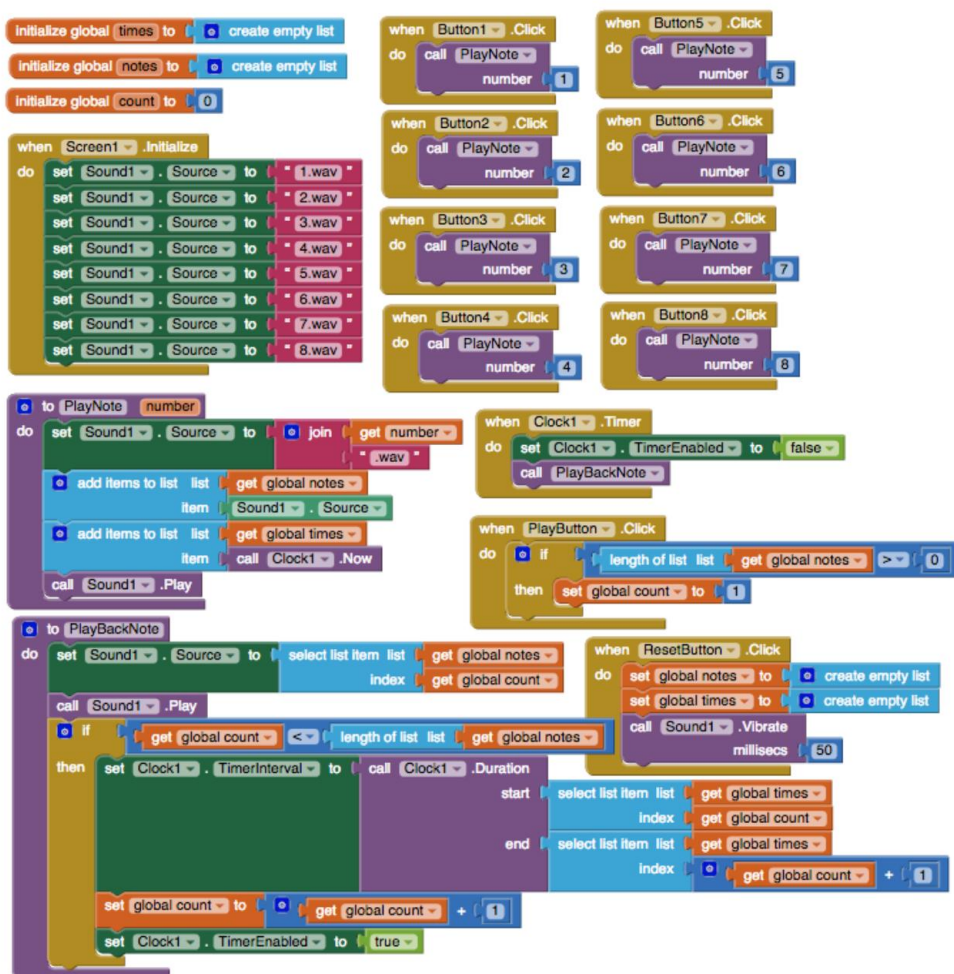 initialize global times to create empty list
initialize global notes to create empty list
initialize global count to 0
when Screen1 .Initialize
do set Sound1 . Source to " 1.wav "
set Sound1 . Source to " 2.wav "
set Sound1 . Source to " 3.wav "
set Sound1 . Source to " 4.wav "
set Sound1 . Source to " 5.wav "
set Sound1 . Source to " 6.wav "
set Sound1 . Source to " 7.wav "
set Sound1 . Source to " 8.wav "
when Button1 .Click
do call PlayNote
number 1
when Button2 .Click
do call PlayNote
number 2
when Button3 .Click
do call PlayNote
number 3
when Button4 .Click
do call PlayNote
number 4
when Button5 .Click
do call PlayNote
number 5
when Button6 .Click
do call PlayNote
number 6
when Button7 .Click
do call PlayNote
number 7
when Button8 .Click
do call PlayNote
number 8
to PlayNote number
do set Sound1 . Source to join get number
" .wav "
add items to list list get global notes
item Sound1 . Source
add items to list list get global times
item call Clock1 .Now
call Sound1 .Play
when Clock1 .Timer
do set Clock1 . TimerEnabled to false
call PlayBackNote
when PlayButton .Click
do if length of list list get global notes > 0
then set global count to 1
to PlayBackNote
do set Sound1 . Source to select list item list get global notes
index get global count
call Sound1 .Play
if get global count < length of list list get global notes
then set Clock1 . TimerInterval to call Clock1 .Duration
start select list item list get global times
index get global count
end select list item list get global times
index get global count + 1
set global count to get global count + 1
set Clock1 . TimerEnabled to true
when ResetButton .Click
do set global notes to create empty list
set global times to create empty list
call Sound1 .Vibrate
millisecs 50